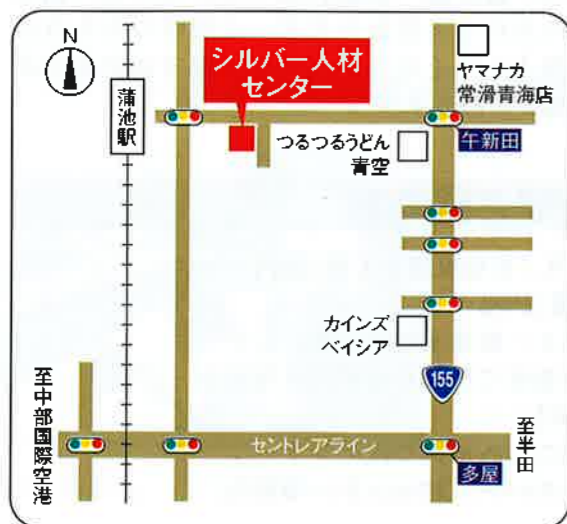 N
蒲池駅
シルバー人材
センター
ヤマナカ
常滑青海店
つるつるうどん
青空
午新田
カインズ
ベイシア
155
至中部國際空港
セントレアライン
至半田
多屋